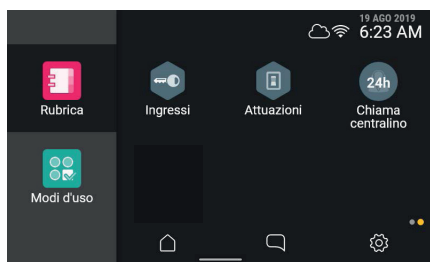 19 AGO 2019
6:23 AM
Rubrica
Ingressi
Attuazioni
24h
Chiama
centralino
Modi d'uso